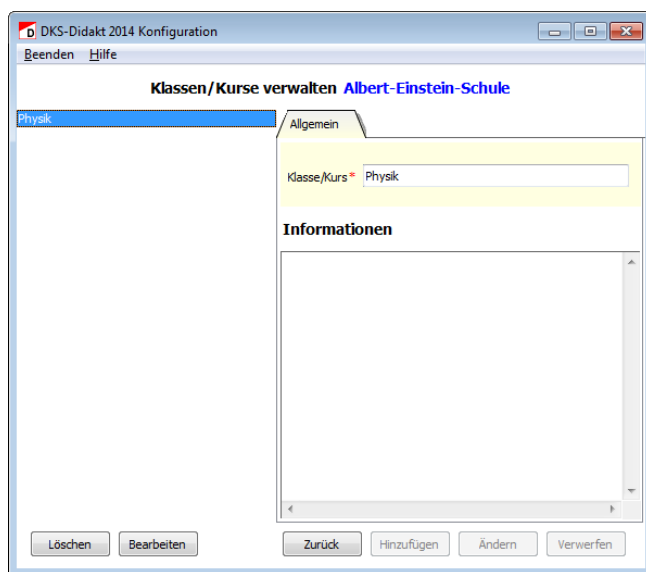 D DKS-Didakt 2014 Konfiguration
Beenden Hilfe
Klassen/Kurse verwalten Albert-Einstein-Schule
Physik
Allgemein
Klasse/Kurs* Physik
Informationen
Löschen Bearbeiten Zurück Hinzufügen Ändern Verwerfen